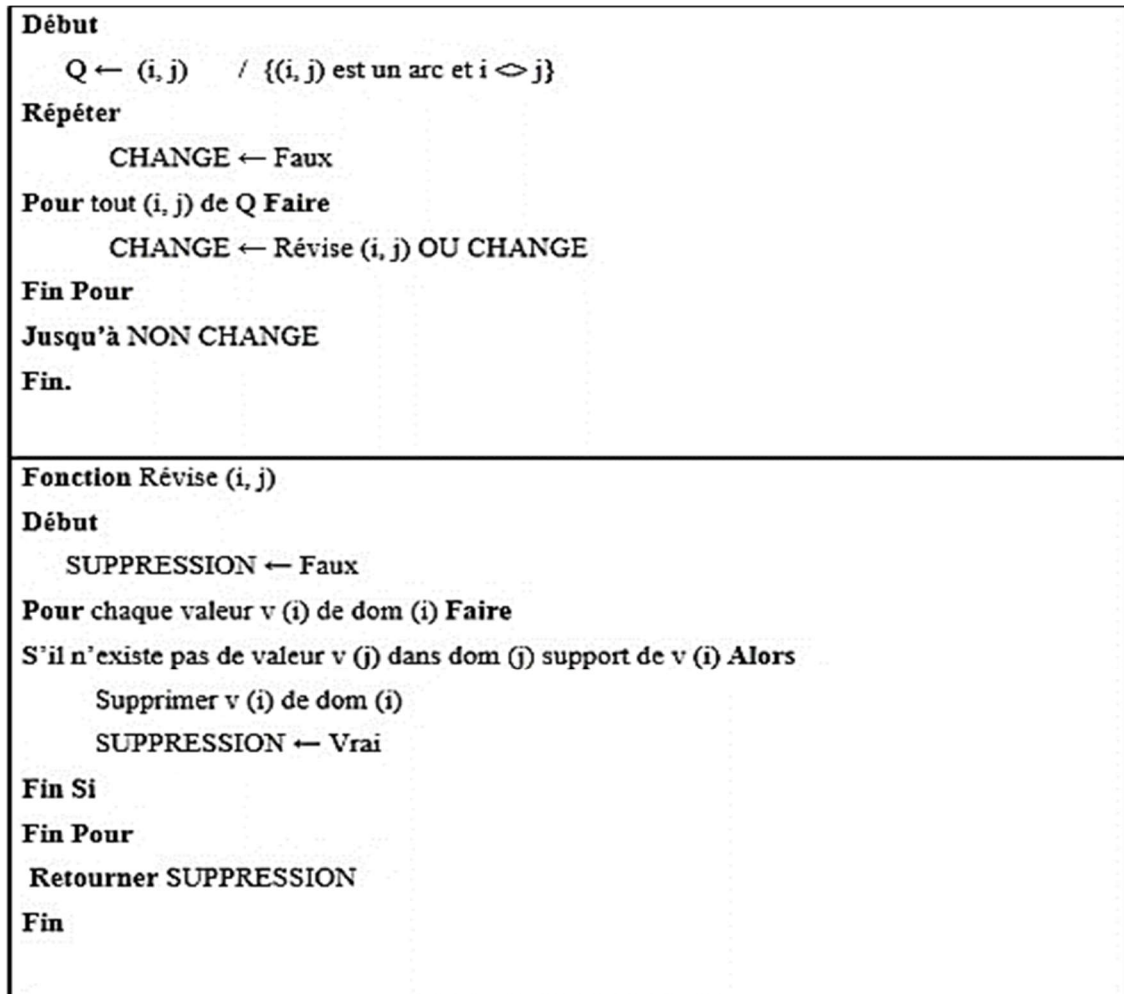 Début
Q ← (i, j) / {(i, j) est un arc et i <> j}
Répéter
CHANGE ← Faux
Pour tout (i, j) de Q Faire
CHANGE ← Révise (i, j) OU CHANGE
Fin Pour
Jusqu'à NON CHANGE
Fin.
Fonction Révise (i, j)
Début
SUPPRESSION ← Faux
Pour chaque valeur v (i) de dom (i) Faire
S'il n'existe pas de valeur v (j) dans dom (j) support de v (i) Alors
Supprimer v (i) de dom (i)
SUPPRESSION ← Vrai
Fin Si
Fin Pour
Retourner SUPPRESSION
Fin